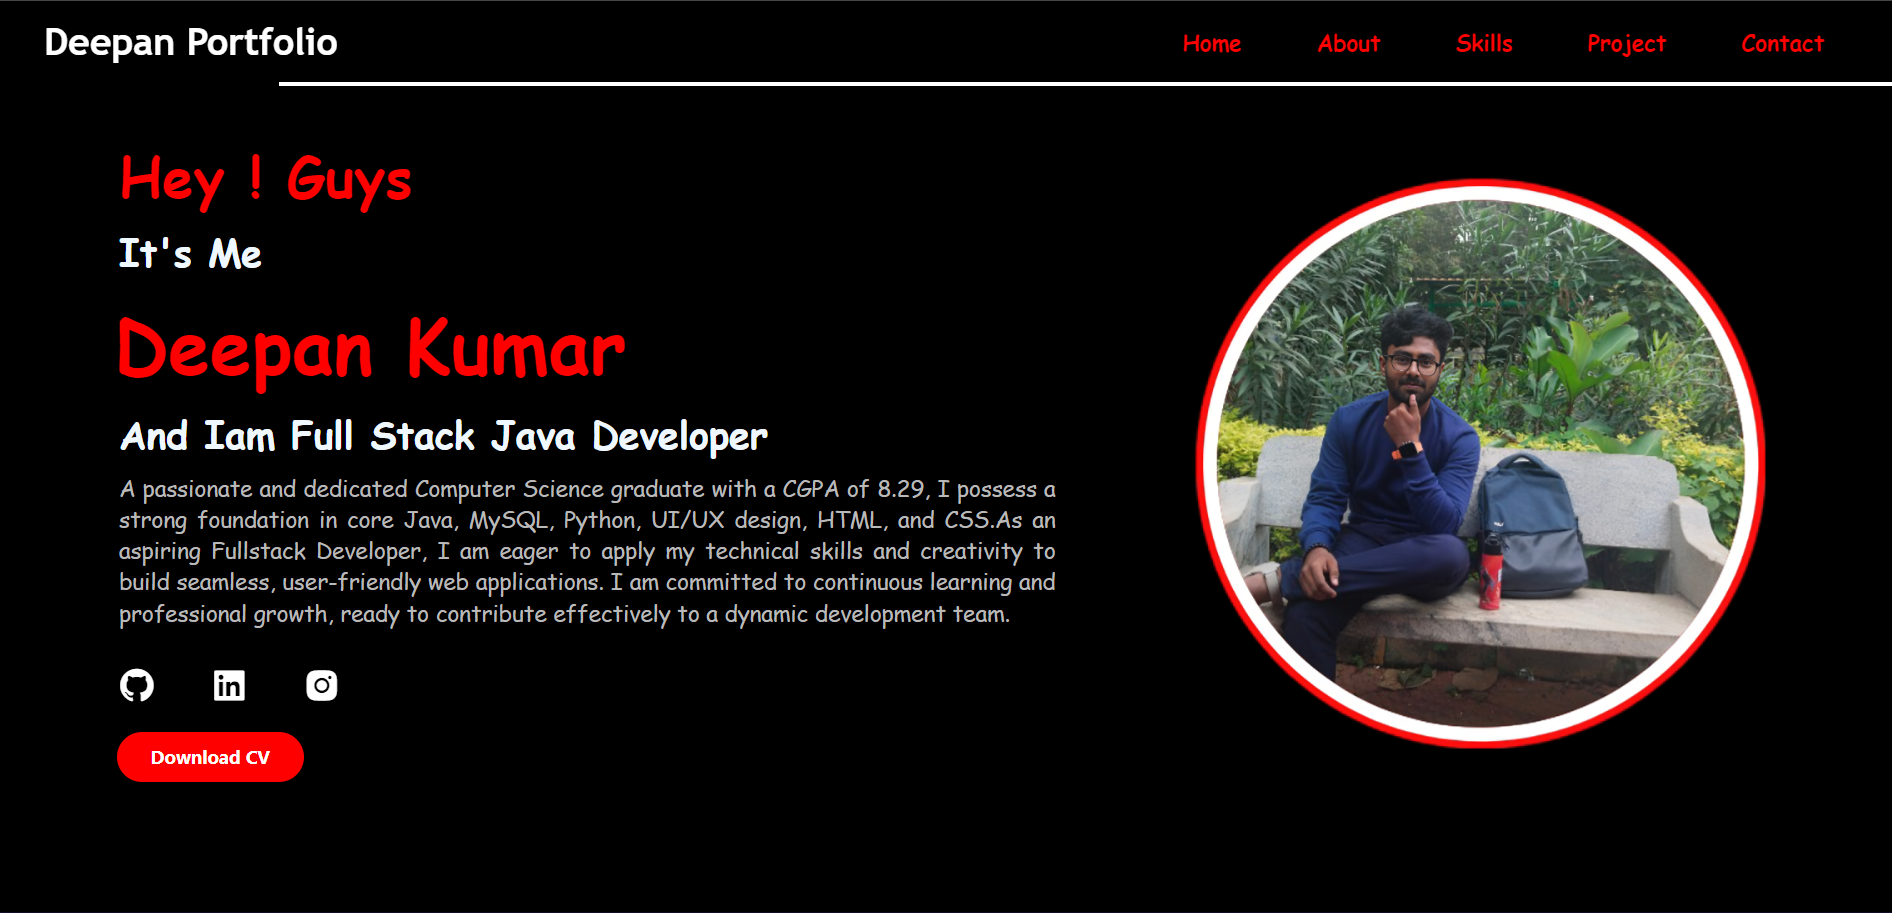 Deepan Portfolio
Home
About
Skills
Project
Contact
Hey ! Guys
It's Me
Deepan Kumar
And Iam Full Stack Java Developer
A passionate and dedicated Computer Science graduate with a CGPA of 8.29, I possess a
strong foundation in core Java, MySQL, Python, UI/UX design, HTML, and CSS.As an
aspiring Fullstack Developer, I am eager to apply my technical skills and creativity to
build seamless, user-friendly web applications. I am committed to continuous learning and
professional growth, ready to contribute effectively to a dynamic development team.
in
Download CV